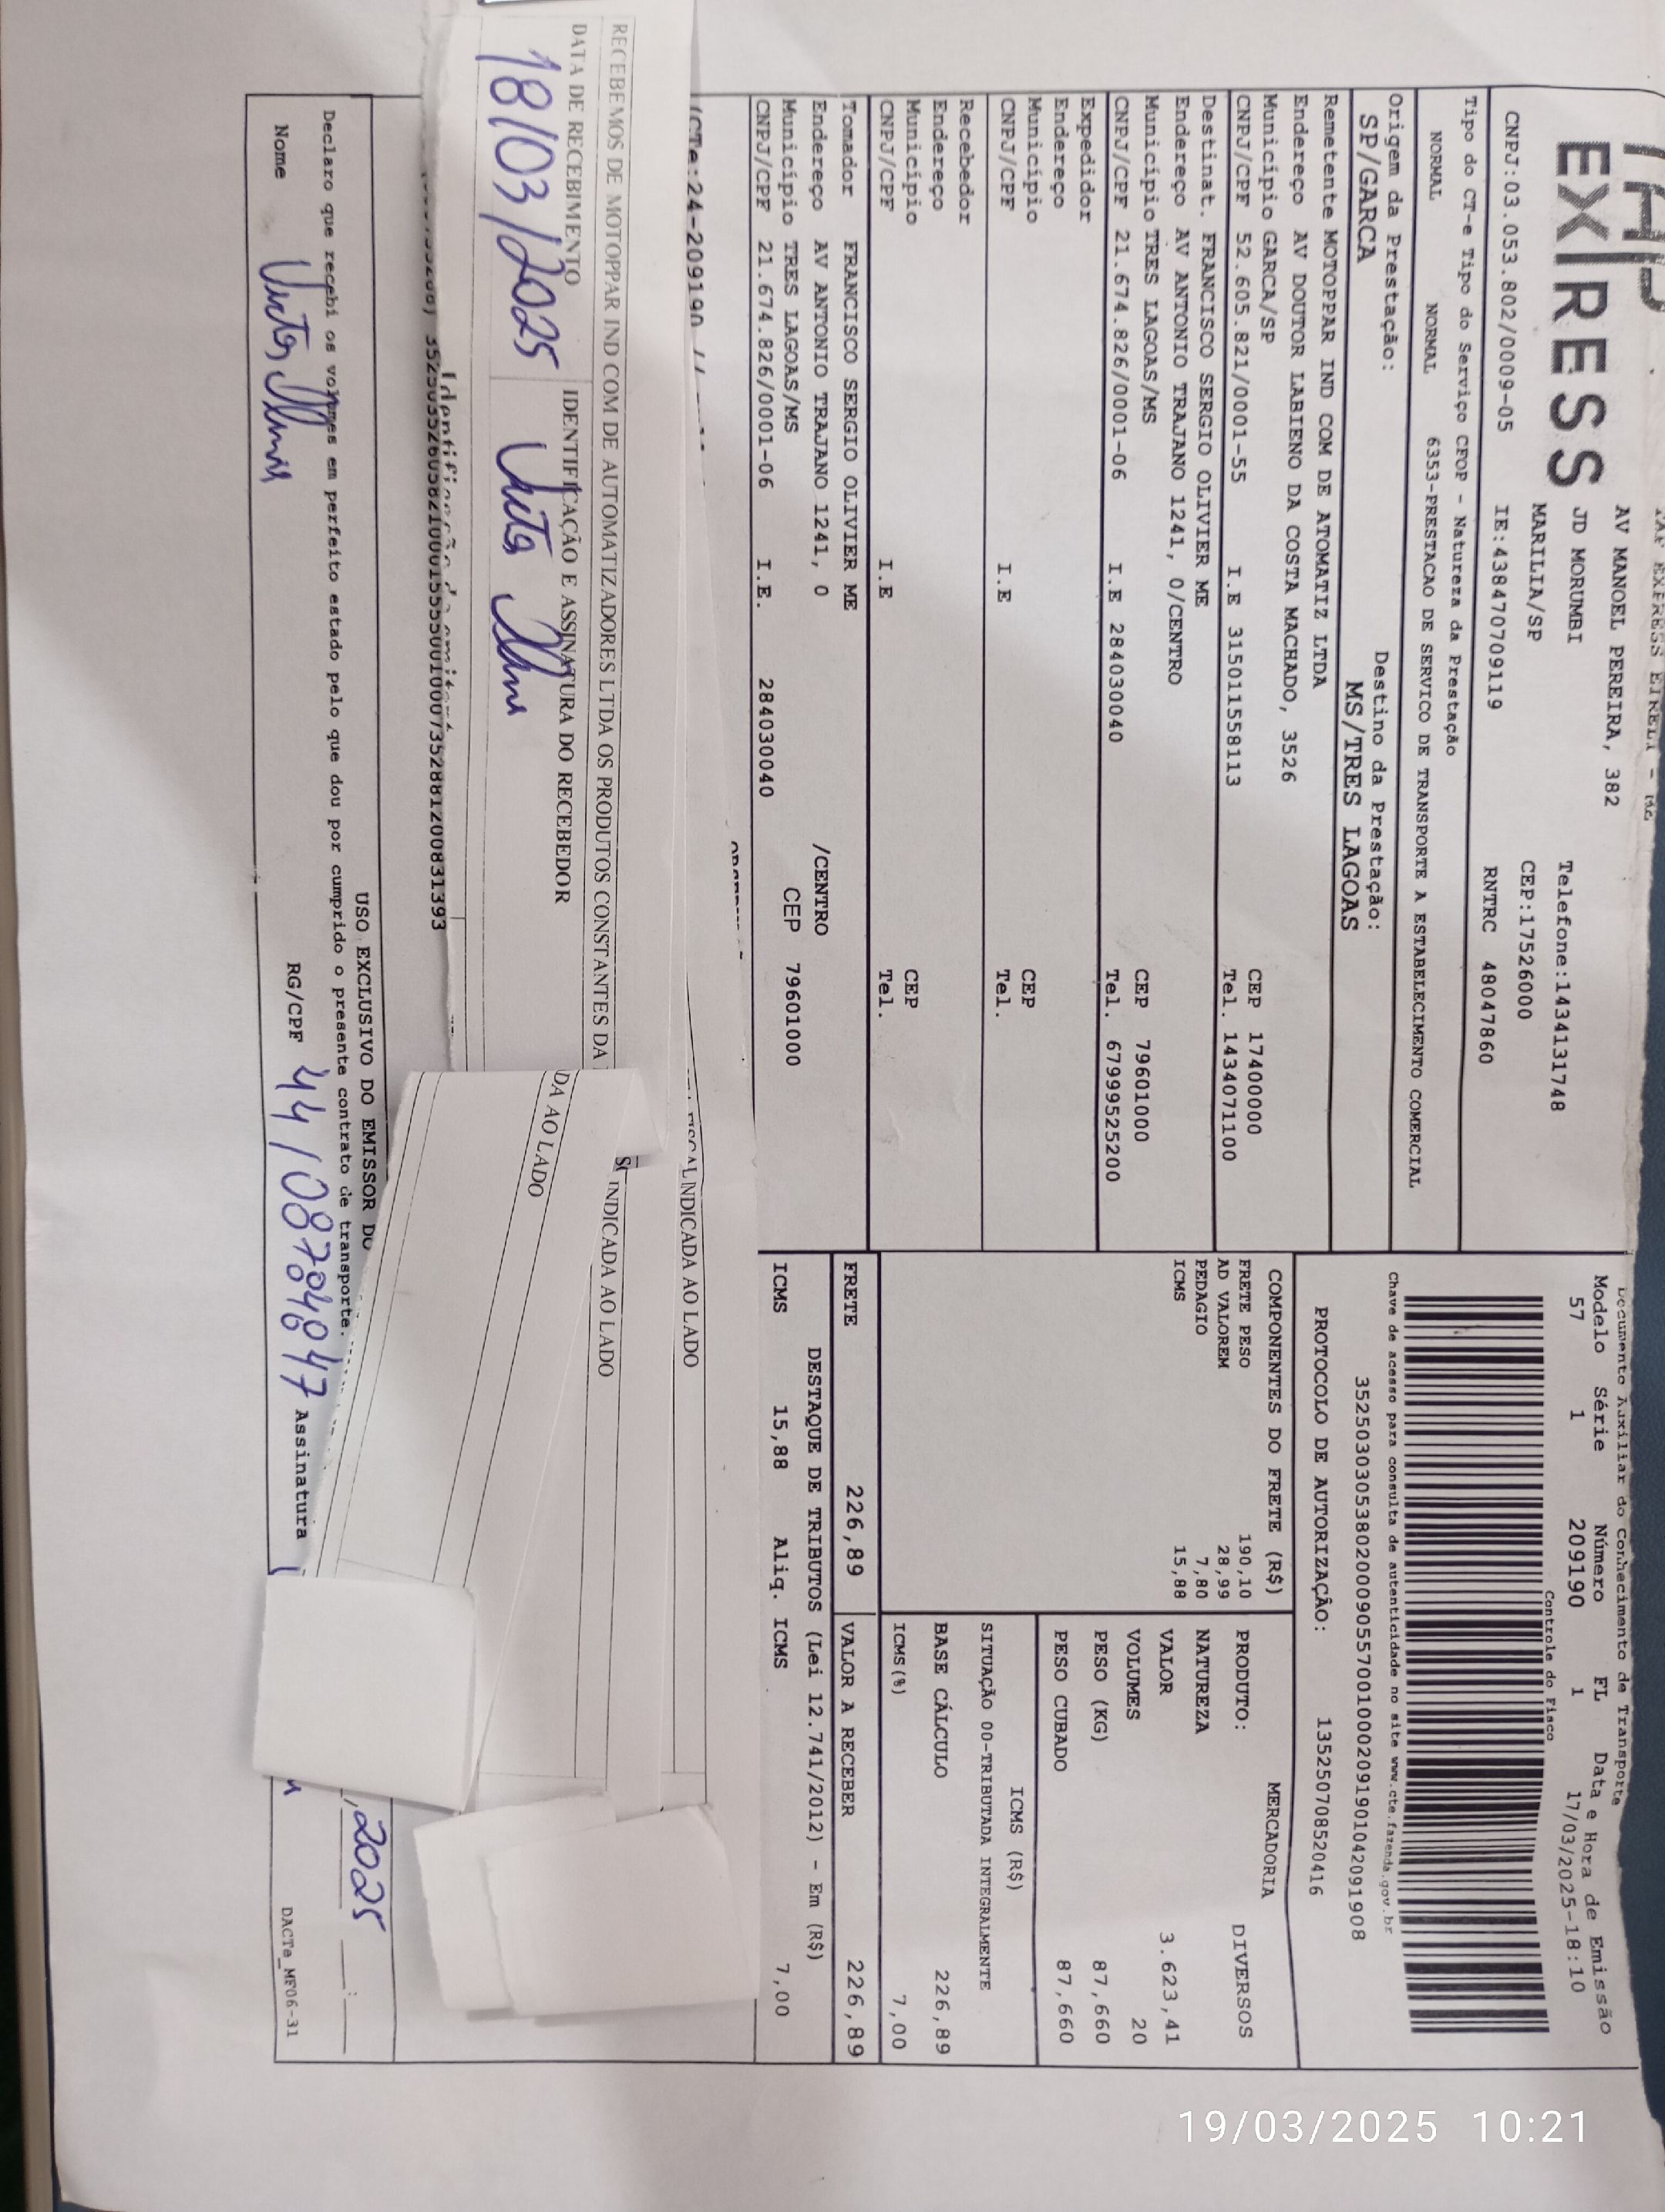 TAF EXPRESS EIRELI - ME
EXPRESS
AV MANOEL PEREIRA, 382
JD MORUMBI
Telefone:1434131748
MARILIA/SP
CEP:17526000
CNPJ:03.053.802/0009-05
IE:438470709119
RNTRC 48047860
Tipo do CT-e Tipo do Serviço CFOP - Natureza da Prestação
NORMAL NORMAL 6353-PRESTACAO DE SERVICO DE TRANSPORTE A ESTABELECIMENTO COMERCIAL
Origem da Prestação:
SP/GARCA
Destino da Prestação:
MS/TRES LAGOAS
Remetente MOTOPPAR IND COM DE ATOMATIZ LTDA
Endereço AV DOUTOR LABIENO DA COSTA MACHADO, 3526
Município GARCA/SP CEP 17400000
CNPJ/CPF 52.605.821/0001-55 I.E 315011558113 Tel. 1434071100
Destinat. FRANCISCO SERGIO OLIVIER ME
Endereço AV ANTONIO TRAJANO 1241, 0/CENTRO
Município TRES LAGOAS/MS CEP 79601000
CNPJ/CPF 21.674.826/0001-06 I.E 284030040 Tel. 67999525200
Expedidor
Endereço
Município CEP
CNPJ/CPF I.E Tel.
Recebedor
Endereço
Município CEP
CNPJ/CPF I.E Tel.
Tomador FRANCISCO SERGIO OLIVIER ME
Endereço AV ANTONIO TRAJANO 1241, 0 /CENTRO
Município TRES LAGOAS/MS CEP 79601000
CNPJ/CPF 21.674.826/0001-06 I.E. 284030040
Documento Auxiliar do Conhecimento de Transporte
Modelo Série Número FL Data e Hora de Emissão
57 1 209190 1 17/03/2025-18:10
Controle do Fisco
Chave de acesso para consulta de autenticidade no site www.cte.fazenda.gov.br
35250303053802000905570010002091901042091908
PROTOCOLO DE AUTORIZAÇÃO: 135250708520416
COMPONENTES DO FRETE (R$)
FRETE PESO 190,10
AD VALOREM 28,99
PEDAGIO 7,80
ICMS 15,88
MERCADORIA
PRODUTO: DIVERSOS
NATUREZA
VALOR 3.623,41
VOLUMES 20
PESO (KG) 87,660
PESO CUBADO 87,660
ICMS (R$)
SITUAÇÃO 00-TRIBUTADA INTEGRALMENTE
BASE CÁLCULO 226,89
ICMS(%) 7,00
FRETE 226,89
VALOR A RECEBER 226,89
DESTAQUE DE TRIBUTOS (Lei 12.741/2012) - Em (R$)
ICMS 15,88 Aliq. ICMS 7,00
(CTe:24-209190
FISCAL INDICADA AO LADO
RECEBEMOS DE MOTOPPAR IND COM DE AUTOMATIZADORES LTDA OS PRODUTOS CONSTANTES DA
INDICADA AO LADO
DATA DE RECEBIMENTO
IDENTIFICAÇÃO E ASSINATURA DO RECEBEDOR
DA AO LADO
18/03/2025
USO EXCLUSIVO DO EMISSOR DO
Declaro que recebi os volumes em perfeito estado pelo que dou por cumprido o presente contrato de transporte.
2025
Nome
RG/CPF
Assinatura
DACTe_MF06-31
19/03/2025 10:21